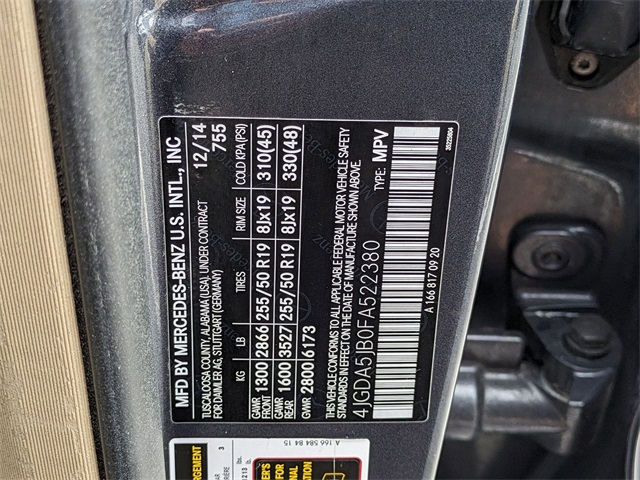 MFD BY MERCEDES-BENZ U.S. INTL., INC
12/14
TUSCALOOSA COUNTY, ALABAMA (USA), UNDER CONTRACT
755
FOR DAIMLER AG, STUTTGART (GERMANY)
KG LB TIRES RIM SIZE COLD KPA (PSI)
GAWR FRONT 1300 2866 255/50 R19 8Jx19 310(45)
GAWR REAR 1600 3527 255/50 R19 8Jx19 330(48)
GVWR 2800 6173
THIS VEHICLE CONFORMS TO ALL APPLICABLE FEDERAL MOTOR VEHICLE SAFETY
STANDARDS IN EFFECT ON THE DATE OF MANUFACTURE SHOWN ABOVE.
4JGDA5JB0FA522380 TYPE: MPV
A 166 817 09 20
A 166 584 84 15
3